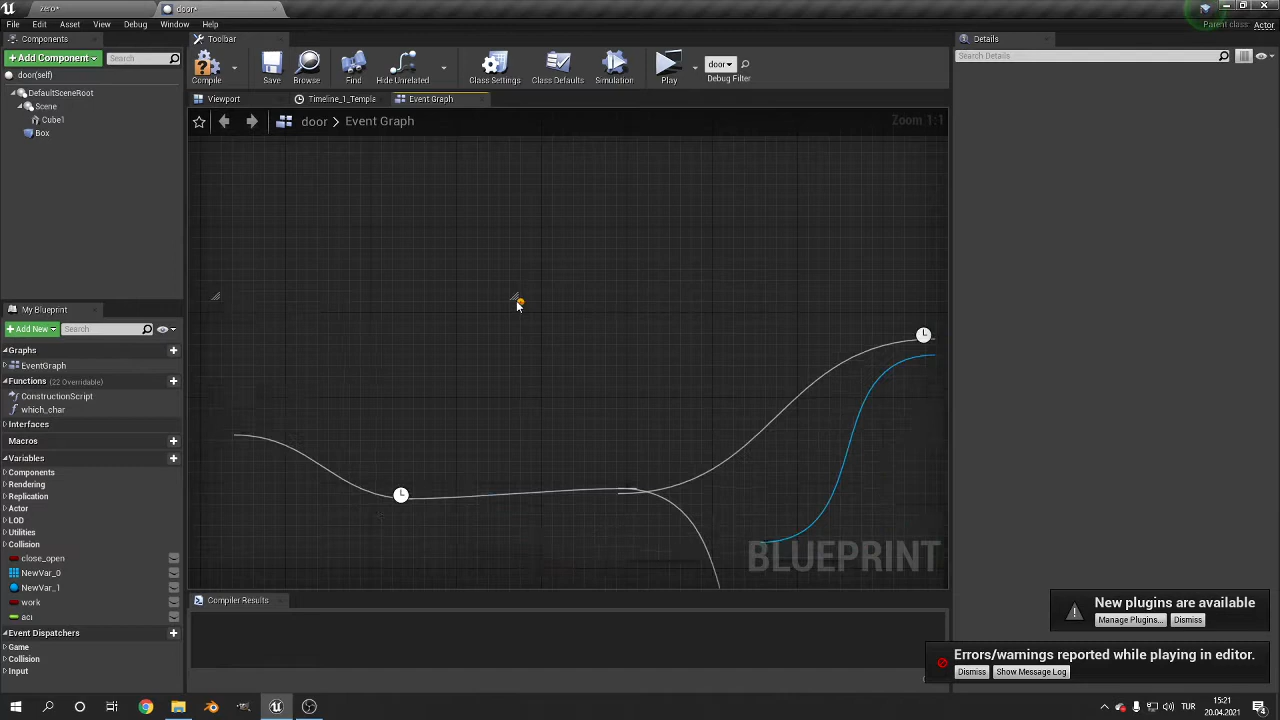 zero*
door*
File Edit Asset View Debug Window Help
Parent class: Actor
Components
Toolbar
Details
Add Component
Search
Compile
Save
Browse
Find
Hide Unrelated
Class Settings
Class Defaults
Simulation
Play
door
Debug Filter
Search Details
door(self)
DefaultSceneRoot
Scene
Cube1
Box
Viewport
Timeline_1_Templa
Event Graph
door > Event Graph
Zoom 1:1
My Blueprint
Add New
Search
Graphs
EventGraph
Functions (22 Overridable)
ConstructionScript
which_char
Interfaces
Macros
Variables
Components
Rendering
Replication
Actor
LOD
Utilities
Collision
close_open
NewVar_0
NewVar_1
work
acı
Event Dispatchers
Game
Collision
Input
BLUEPRINT
Compiler Results
New plugins are available
Manage Plugins... Dismiss
Errors/warnings reported while playing in editor.
Dismiss Show Message Log
TUR
15:21
20.04.2021